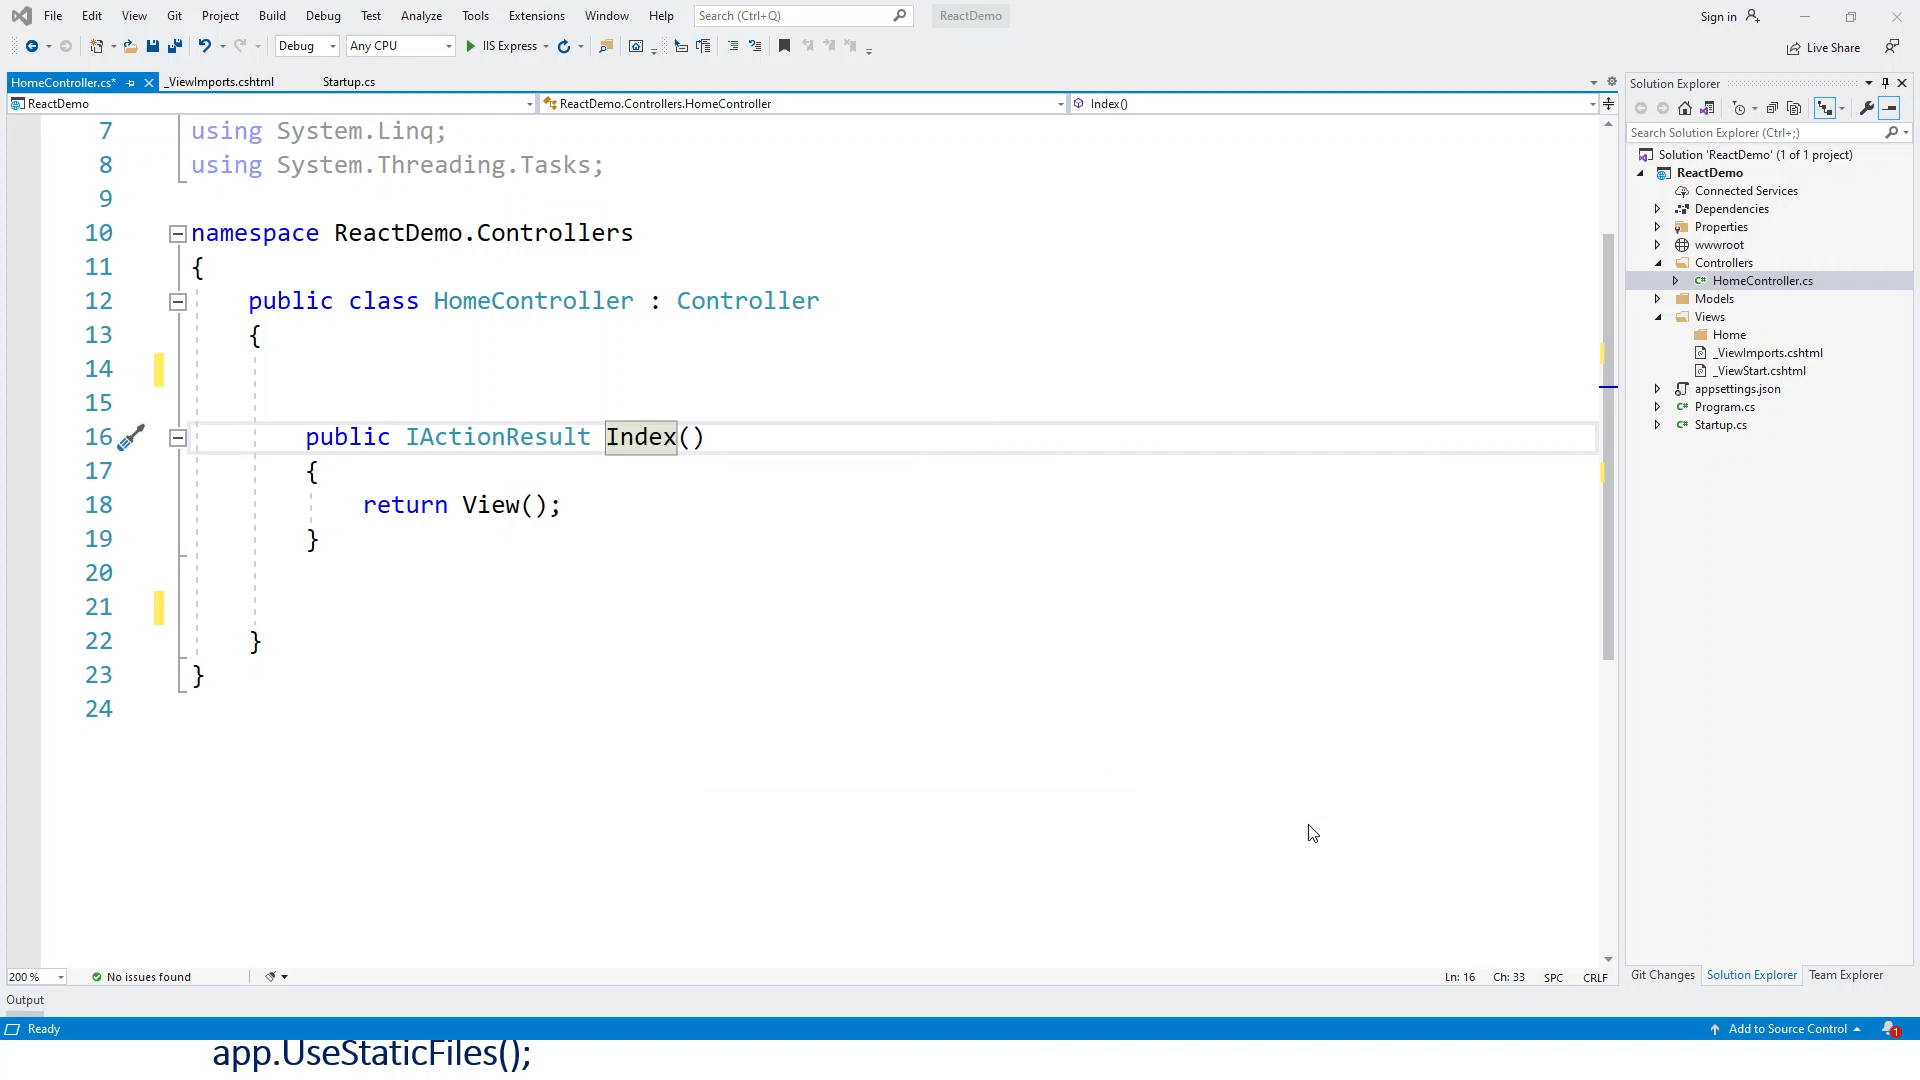 File Edit View Git Project Build Debug Test Analyze Tools Extensions Window Help Search (Ctrl+Q) ReactDemo Sign in
Debug Any CPU IIS Express Live Share
HomeController.cs* _ViewImports.cshtml Startup.cs
ReactDemo ReactDemo.Controllers.HomeController Index()
7 using System.Linq;
8 using System.Threading.Tasks;
9
10 namespace ReactDemo.Controllers
11 {
12 public class HomeController : Controller
13 {
14
15
16 public IActionResult Index()
17 {
18 return View();
19 }
20
21
22 }
23 }
24
200 % No issues found Ln: 16 Ch: 33 SPC CRLF
Output
Solution Explorer
Search Solution Explorer (Ctrl+;)
Solution 'ReactDemo' (1 of 1 project)
ReactDemo
Connected Services
Dependencies
Properties
wwwroot
Controllers
C# HomeController.cs
Models
Views
Home
_ViewImports.cshtml
_ViewStart.cshtml
appsettings.json
C# Program.cs
C# Startup.cs
Git Changes Solution Explorer Team Explorer
Ready Add to Source Control 1
app.UseStaticFiles();